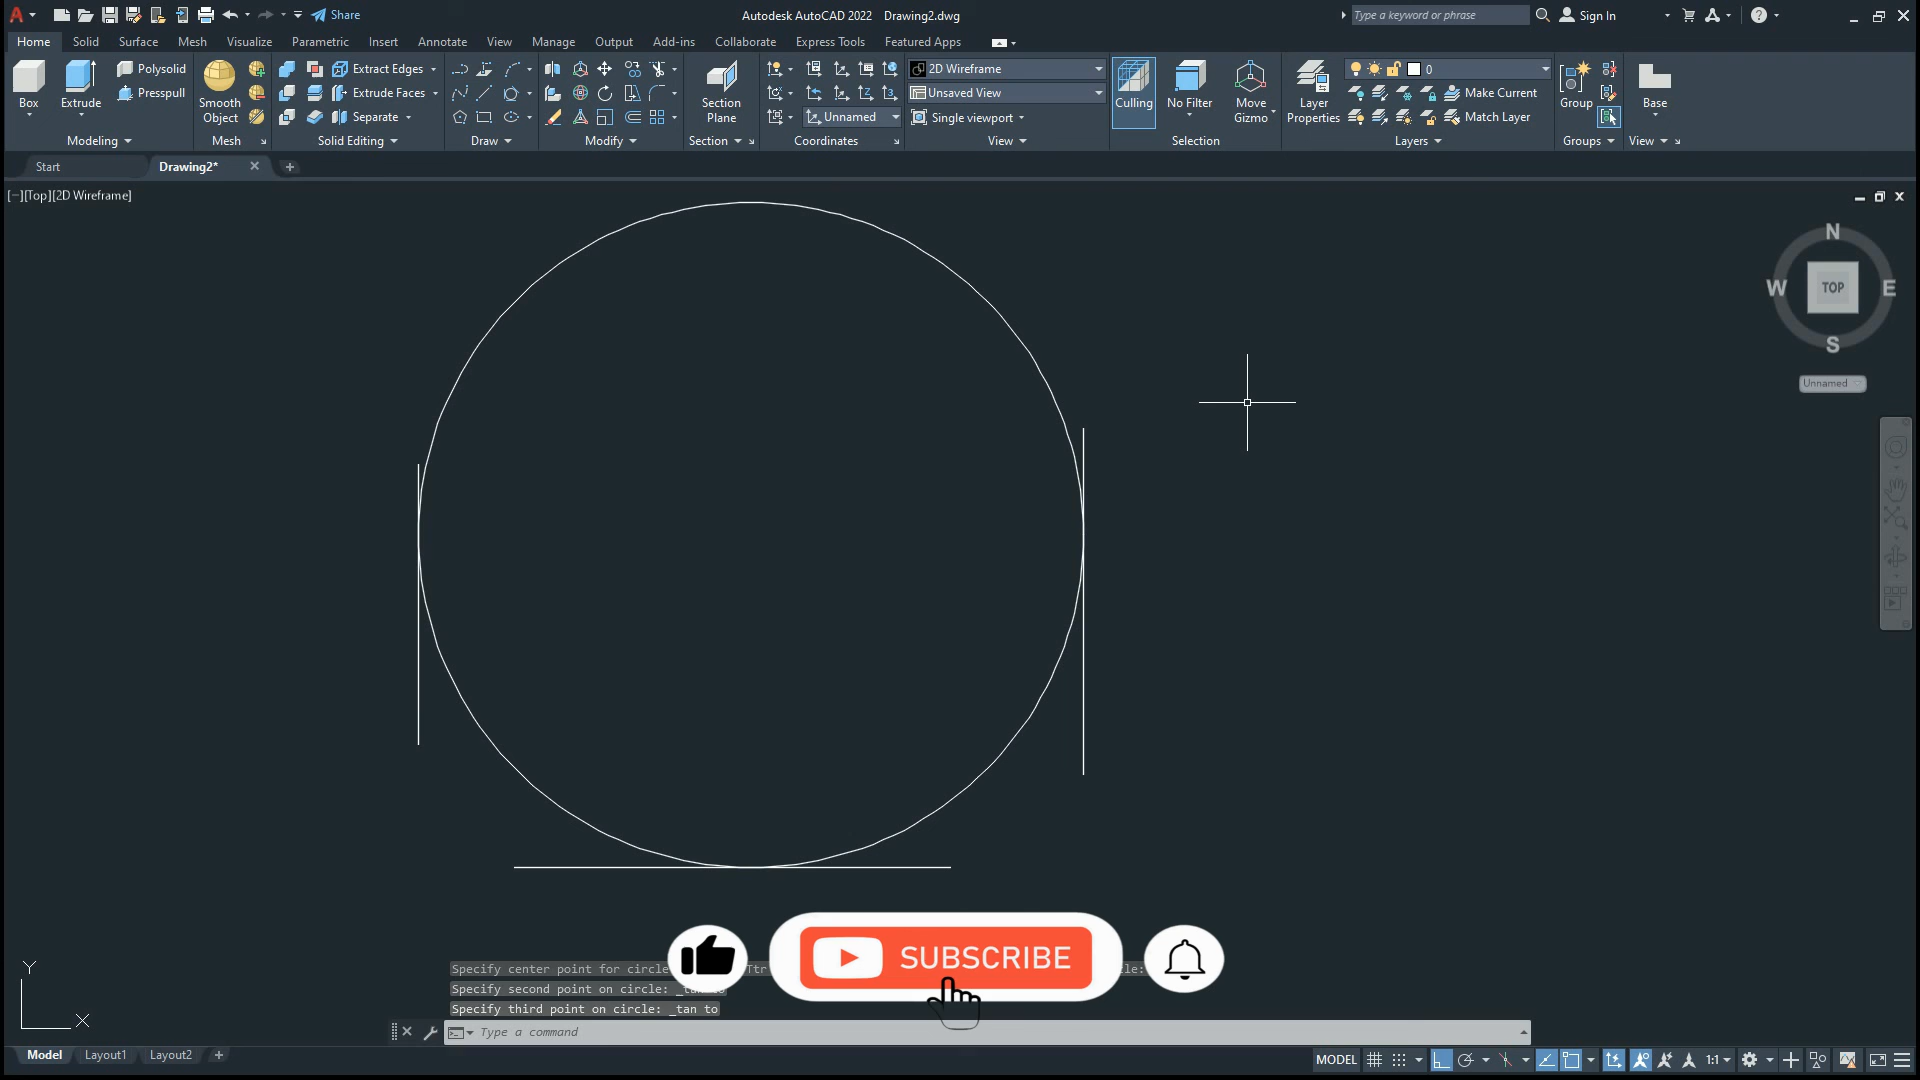 Share
Autodesk AutoCAD 2022 Drawing2.dwg
Type a keyword or phrase
Sign In
Home Solid Surface Mesh Visualize Parametric Insert Annotate View Manage Output Add-ins Collaborate Express Tools Featured Apps
Box
Extrude
Polysolid
Presspull
Modeling
Smooth
Object
Mesh
Extract Edges
Extrude Faces
Separate
Solid Editing
Draw
Modify
Section
Plane
Section
Unnamed
Coordinates
2D Wireframe
Unsaved View
Single viewport
View
Culling
No Filter
Move
Gizmo
Selection
Layer
Properties
0
Make Current
Match Layer
Layers
Group
Groups
Base
View
Start
Drawing2*
[−][Top][2D Wireframe]
N
W TOP E
S
Unnamed
Specify center point for circle Ttr
Specify second point on circle: _tan to
Specify third point on circle: _tan to
SUBSCRIBE
Type a command
Y
X
Model Layout1 Layout2
MODEL
1:1